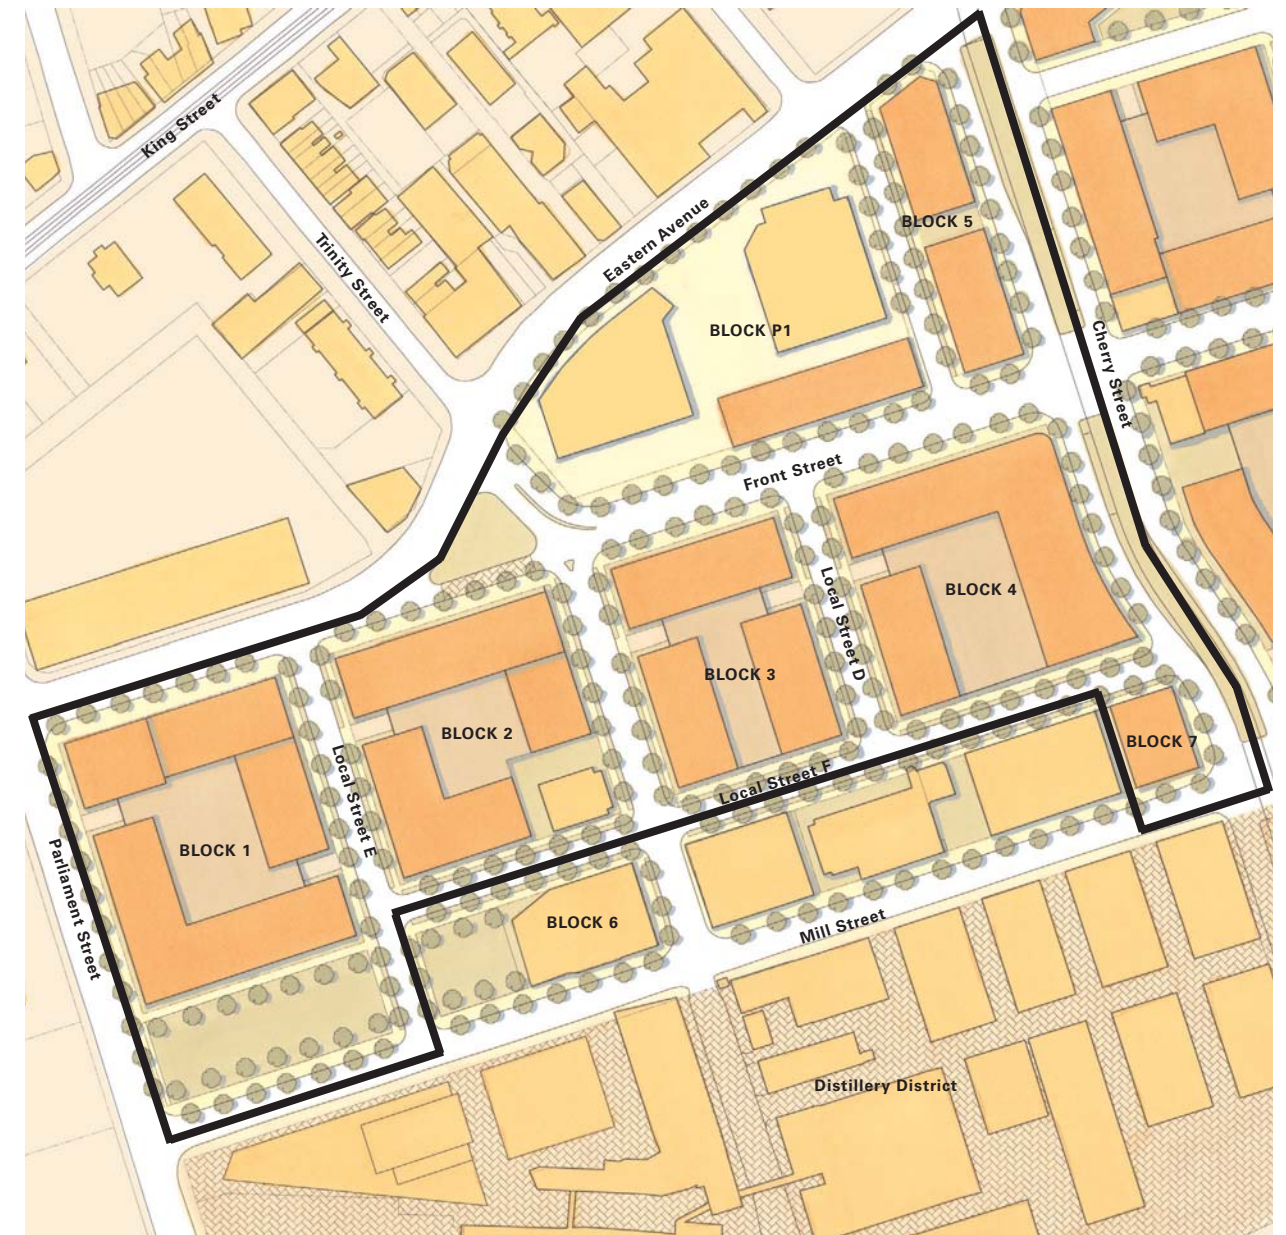 King Street
Trinity Street
Eastern Avenue
BLOCK 5
BLOCK P1
Cherry Street
Front Street
Local Street D
BLOCK 4
BLOCK 3
BLOCK 2
BLOCK 7
Local Street E
Local Street F
BLOCK 1
Parliament Street
BLOCK 6
Mill Street
Distillery District